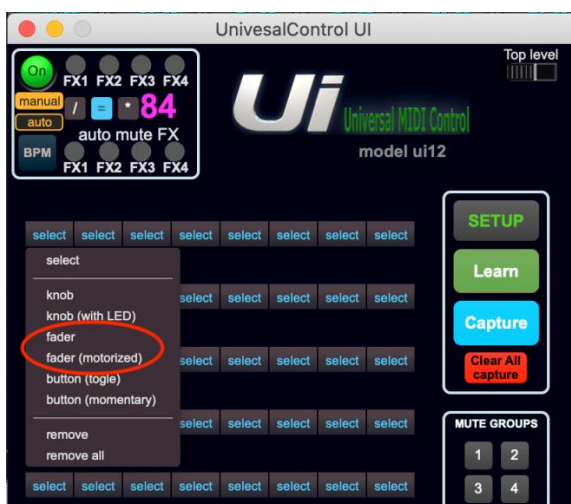 UnivesalControl UI
Top level
On
FX1 FX2 FX3 FX4
manual / = * 84
auto
auto mute FX
BPM
FX1 FX2 FX3 FX4
Ui Universal MIDI Control
model ui12
select select select select select select select select
select
knob
knob (with LED)
fader
fader (motorized)
button (togle)
button (momentary)
remove
remove all
select select select select select
select select select select select
select select select select select
select select select select select select select select
SETUP
Learn
Capture
Clear All
capture
MUTE GROUPS
1 2
3 4